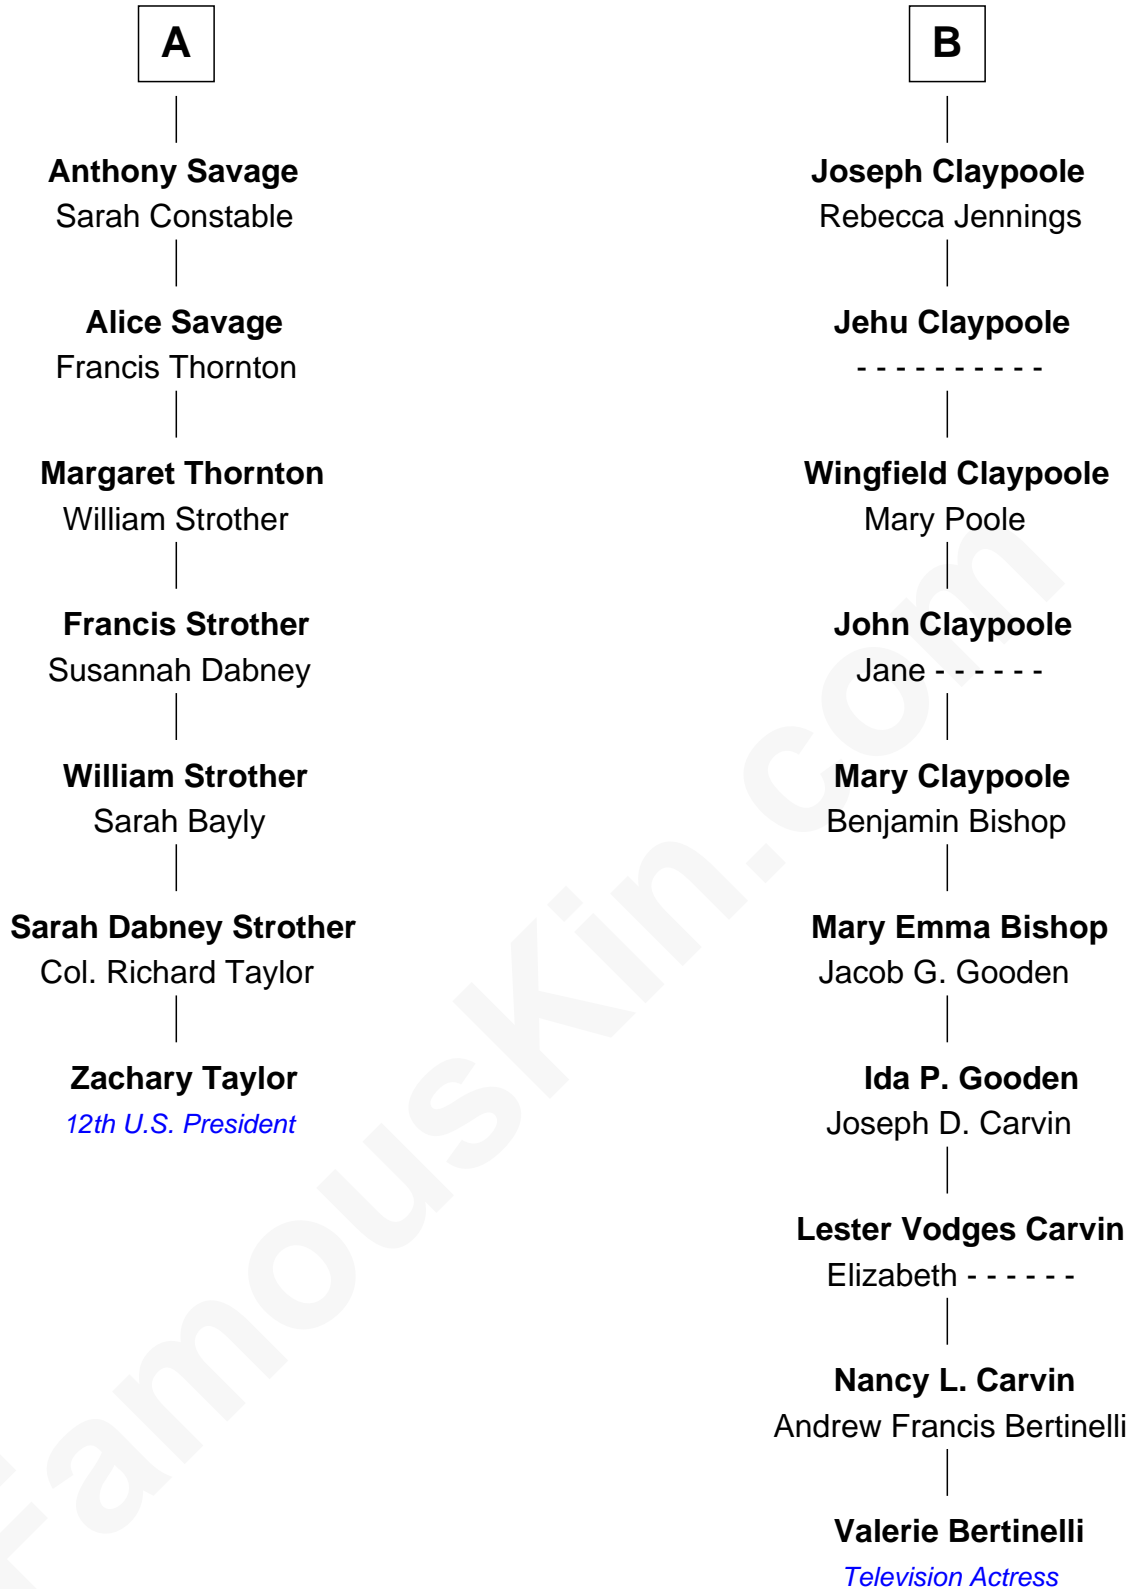 A
Anthony Savage
Sarah Constable
Alice Savage
Francis Thornton
Margaret Thornton
William Strother
Francis Strother
Susannah Dabney
William Strother
Sarah Bayly
Sarah Dabney Strother
Col. Richard Taylor
Zachary Taylor
12th U.S. President
B
Joseph Claypoole
Rebecca Jennings
Jehu Claypoole
- - - - - - - - - -
Wingfield Claypoole
Mary Poole
John Claypoole
Jane - - - - - -
Mary Claypoole
Benjamin Bishop
Mary Emma Bishop
Jacob G. Gooden
Ida P. Gooden
Joseph D. Carvin
Lester Vodges Carvin
Elizabeth - - - - - -
Nancy L. Carvin
Andrew Francis Bertinelli
Valerie Bertinelli
Television Actress
FamousKin.com